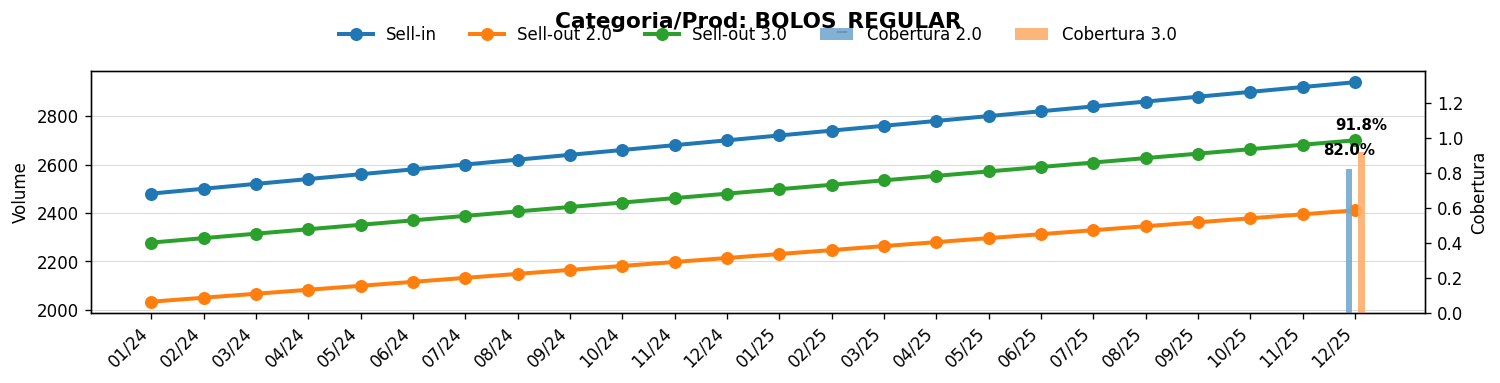 Categoria/Prod: BOLOS_REGULAR
Sell-in Sell-out 2.0 Sell-out 3.0 Cobertura 2.0 Cobertura 3.0
Volume
2800
2600
2400
2200
2000
91.8%
82.0%
1.2
1.0
0.8
0.6
0.4
0.2
0.0
Cobertura
01/24 02/24 03/24 04/24 05/24 06/24 07/24 08/24 09/24 10/24 11/24 12/24 01/25 02/25 03/25 04/25 05/25 06/25 07/25 08/25 09/25 10/25 11/25 12/25